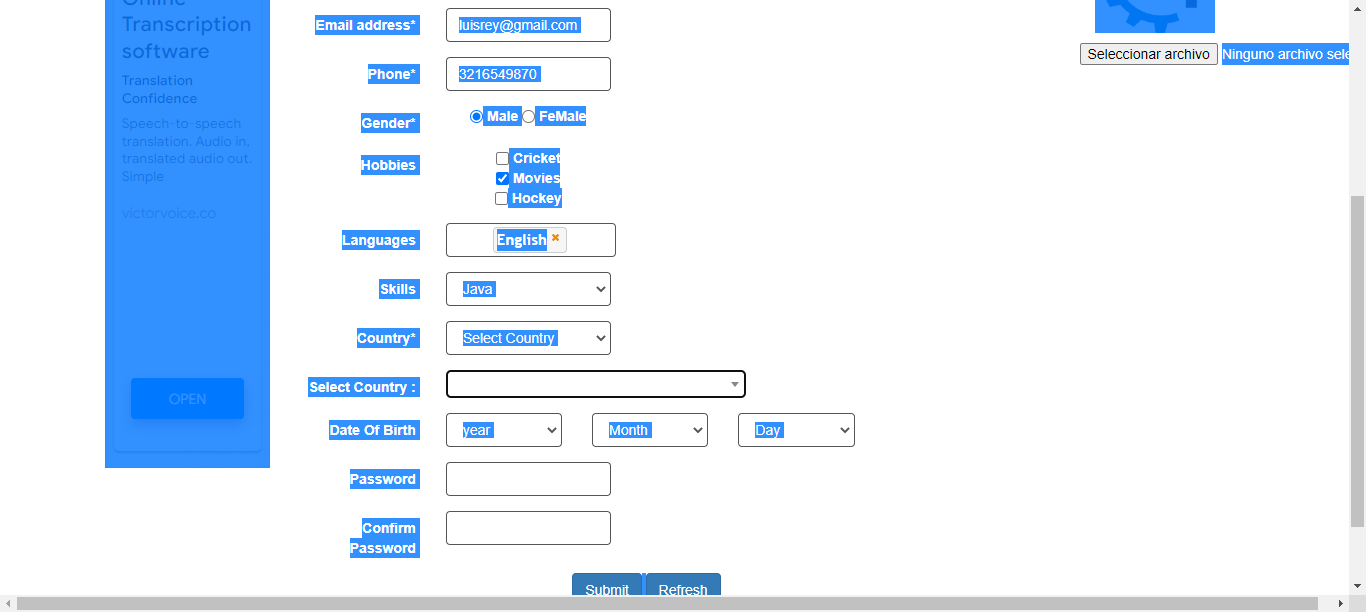 Online
Transcription
software
Translation
Confidence
Speech-to-speech
translation. Audio in,
translated audio out.
Simple
victorvoice.co
OPEN
Email address* luisrey@gmail.com
Phone* 3216549870
Gender* Male FeMale
Hobbies Cricket
Movies
Hockey
Languages English
Skills Java
Country* Select Country
Select Country :
Date Of Birth year Month Day
Password
Confirm
Password
Submit Refresh
Seleccionar archivo Ninguno archivo sele